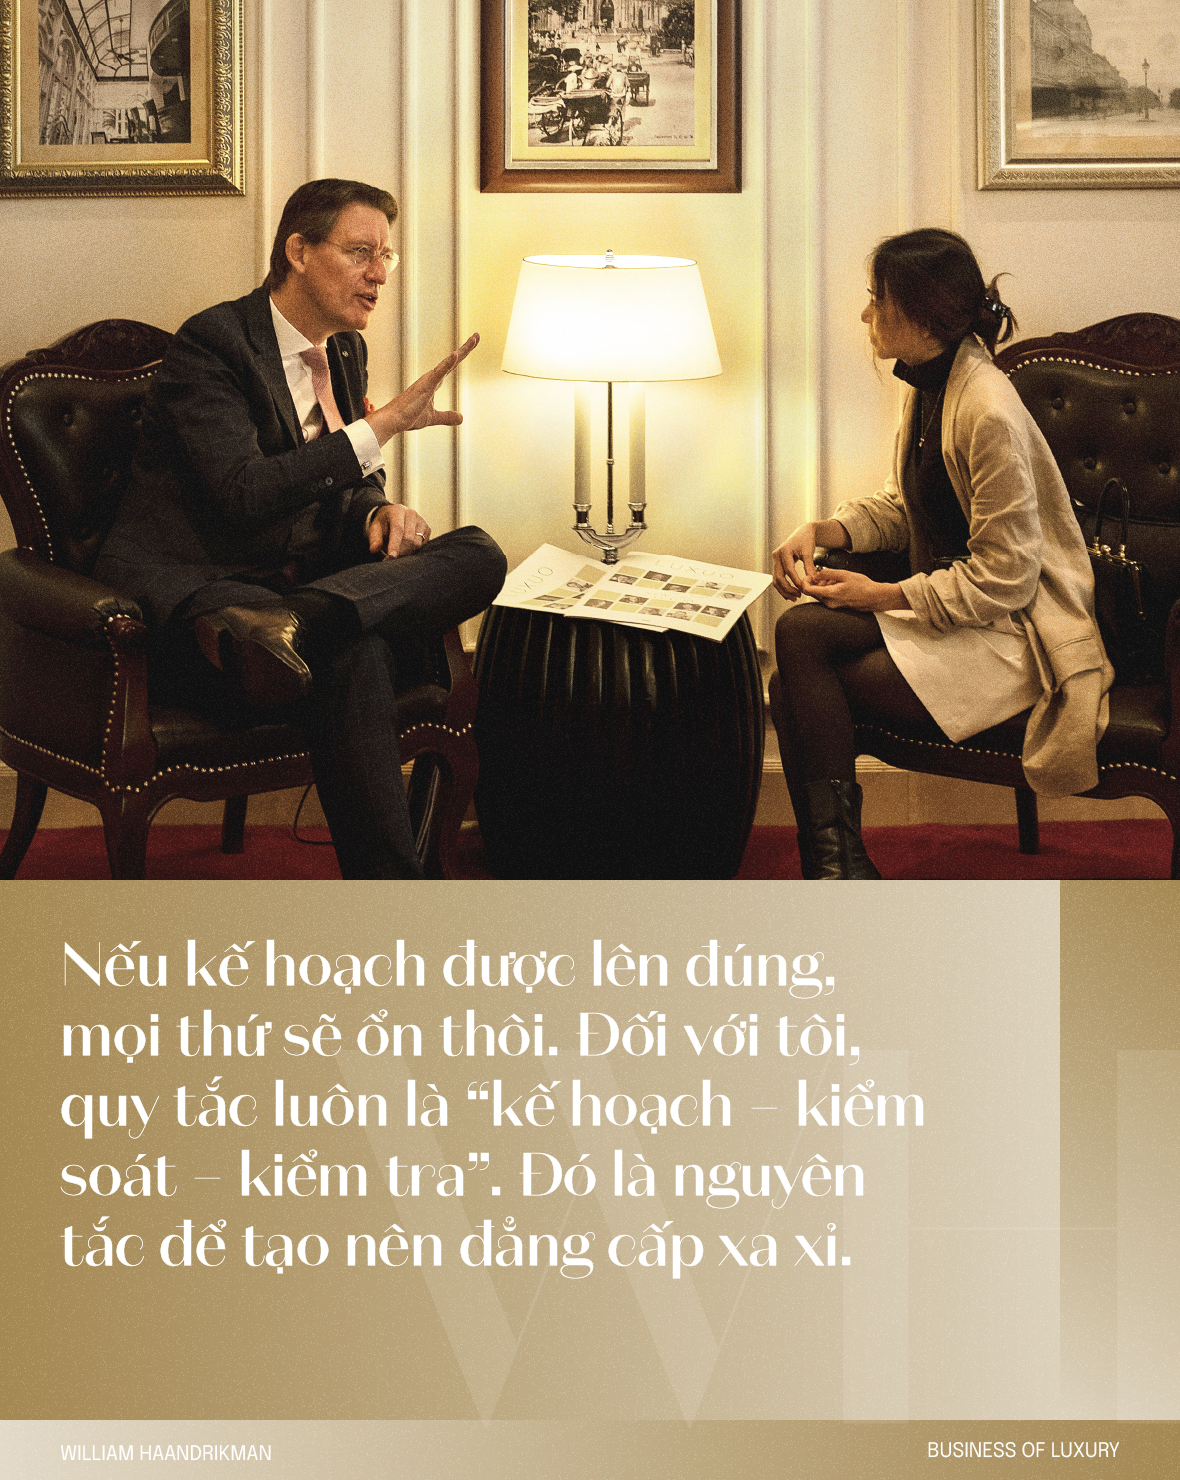 LUXUO
LUXUO
Nếu kế hoạch được lên đúng,
mọi thứ sẽ ổn thôi. Đối với tôi,
quy tắc luôn là “kế hoạch – kiểm
soát – kiểm tra”. Đó là nguyên
tắc để tạo nên đẳng cấp xa xỉ.
WILLIAM HAANDRIKMAN
BUSINESS OF LUXURY